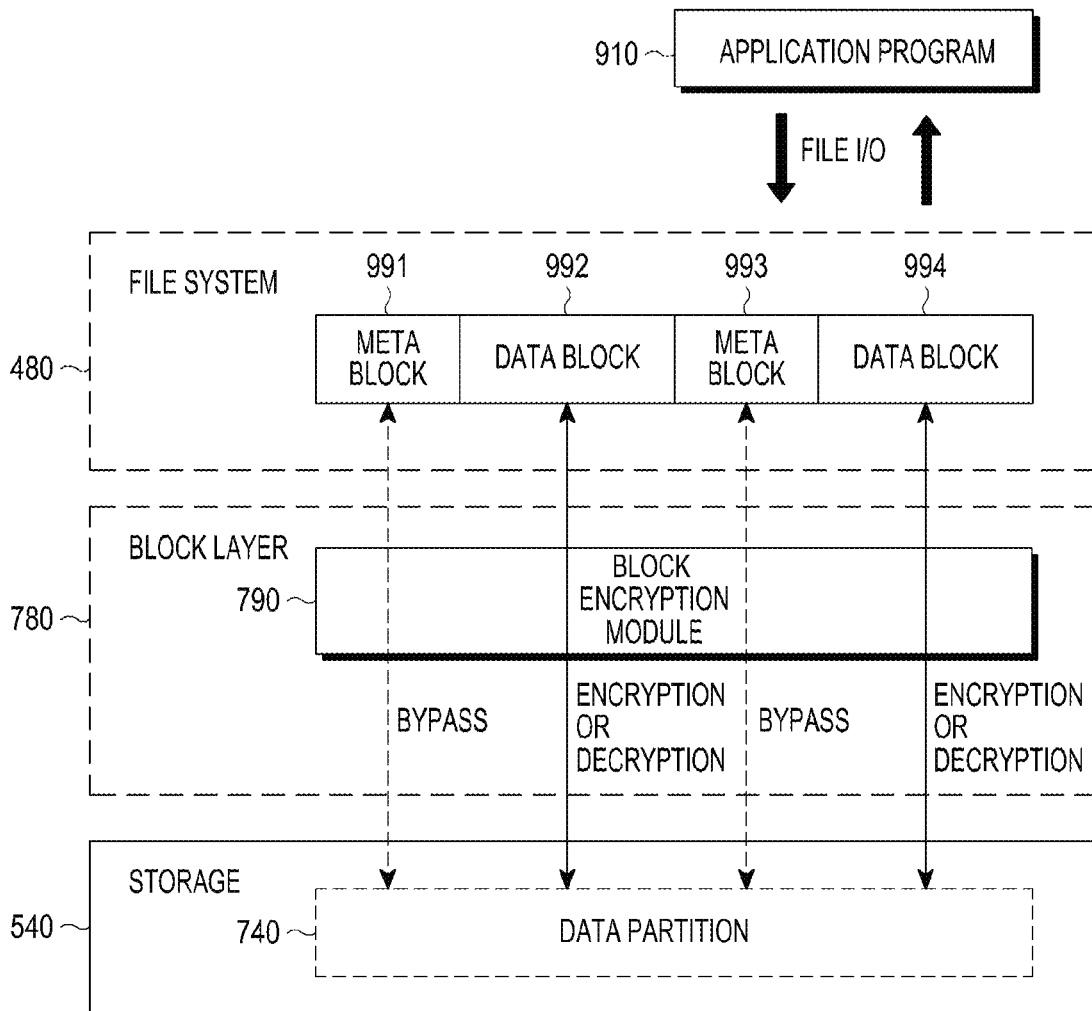 910
APPLICATION PROGRAM
FILE I/O
991
992
993
994
FILE SYSTEM
META
BLOCK
DATA BLOCK
META
BLOCK
DATA BLOCK
480
BLOCK LAYER
790
BLOCK
ENCRYPTION
MODULE
780
BYPASS
ENCRYPTION
OR
DECRYPTION
BYPASS
ENCRYPTION
OR
DECRYPTION
STORAGE
540
740
DATA PARTITION